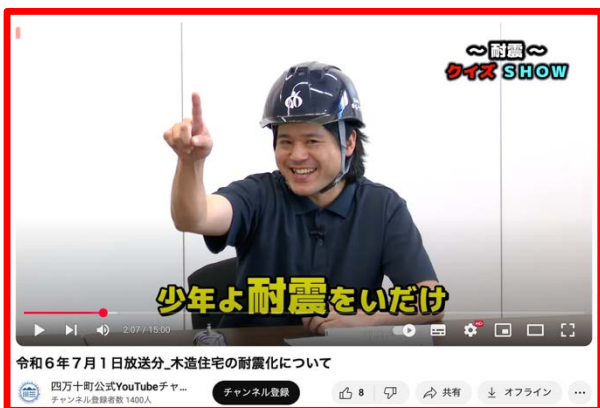 ～耐震～
クイズ SHOW
少年よ耐震をいだけ
2:07 / 15:00
HD
令和6年7月1日放送分_木造住宅の耐震化について
四万十町公式YouTubeチャ...
チャンネル登録者数 1400人
チャンネル登録
8
共有
オフライン